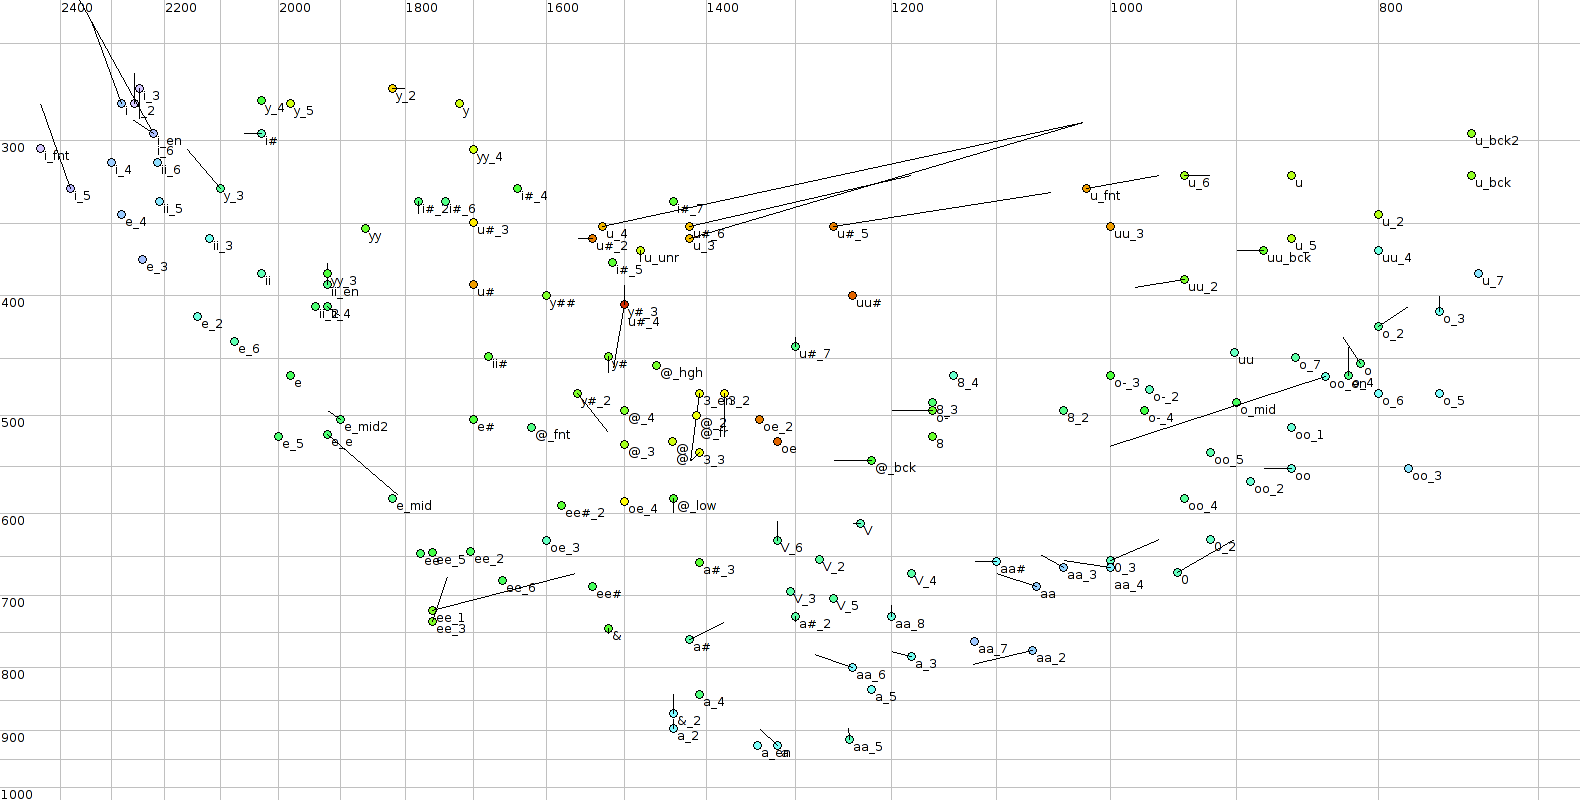 2400 2200 2000 1800 1600 1400 1200 1000 800
i_3
y_4 y_5 y_2 y
i
i_en i# u_bck2
300
i_fnt i_6 yy_4
i_4 ii_6
i_5 y_3 i#_4 u_fnt u_6 u u_bck
ii_5 i#_2 i#_6 i#_7
e_4 u#_3 u_2
yy u_4 u#_6 u#_5 uu_3
ii_3 u#_2 u_3 u_5
e_3 i#_5 u_unr uu_bck uu_4
ii yy_3 u_7
ii_en u# uu_2
400
y## uu#
e_2 y#_3 o_3
u#_4 o_2
e_6 u#_7
ii# y# uu o_7
@_hgh o
e 8_4 o-_3 o_4
y#_2 3_2 o-_2 o_6 o_5
@_4 8_3 8_2 o-_4 o_mid
500
e_mid2 e# @_2 oe_2 o-
@_fnt oo_1
e_5 @ oe 8
@_3 @ 3_3 oo_5
@_bck oo oo_3
oo_2
e_mid @_low oo_4
ee#_2 oe_4
600
V
oe_3 V_6 0_2
ee ee_5 ee_2
a#_3 V_2 aa# 0_3
ee_6 V_4 aa_3 aa_4 0
ee# V_3 aa
700
ee_1 V_5
ee_3 & a#_2 aa_8
a# aa_7
a_3 aa_2
800
aa_6
a_4 a_5
&_2
a_2
900
a_en aa_5
1000